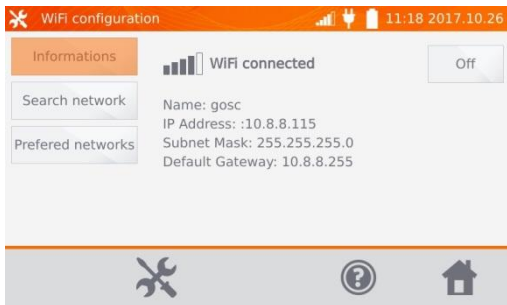 WiFi configuration 11:18 2017.10.26
Informations
WiFi connected
Off
Search network
Name: gosc
IP Address: :10.8.8.115
Prefered networks
Subnet Mask: 255.255.255.0
Default Gateway: 10.8.8.255
?